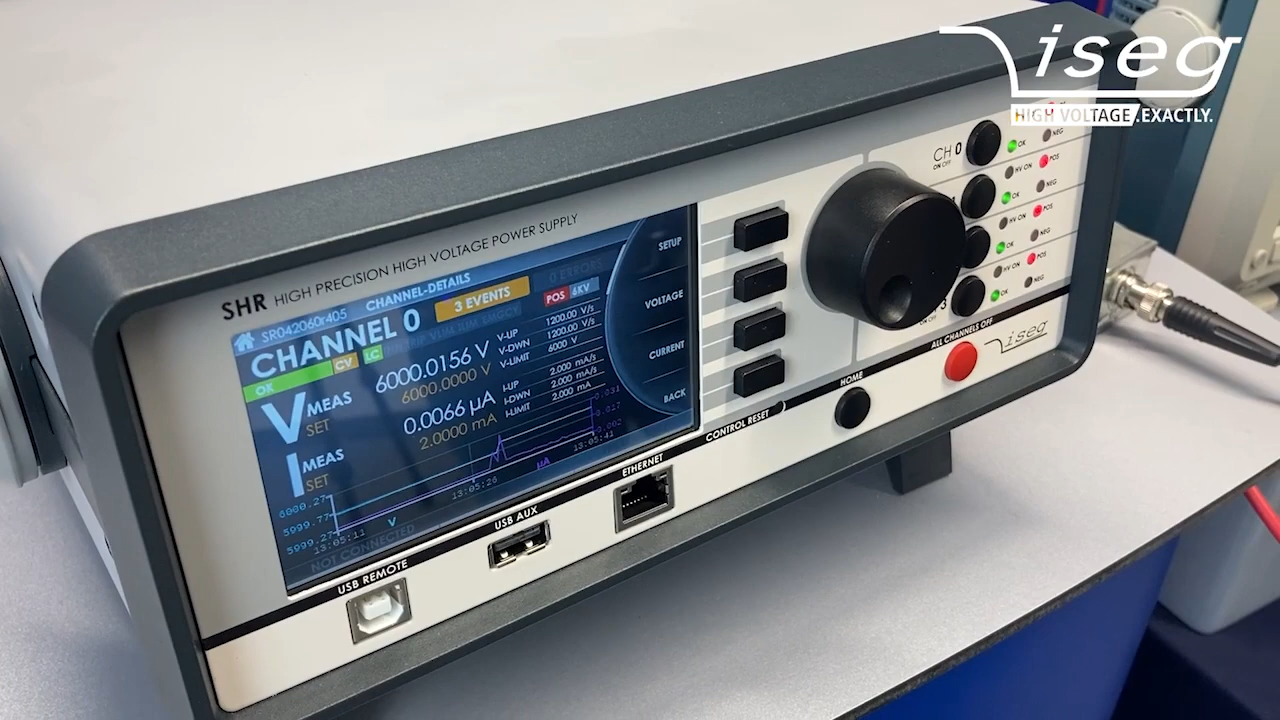 iseg
HIGH VOLTAGE.EXACTLY.
SHR HIGH PRECISION HIGH VOLTAGE POWER SUPPLY
SR042060r405
CHANNEL-DETAILS
0 ERRORS
CHANNEL 0
3 EVENTS
POS 6KV
OK
CV
LC
V
MEAS
6000.0156 V
SET
6000.0000 V
I
MEAS
0.0066 µA
SET
2.0000 mA
V-UP 1200.00 V/s
V-DWN 1200.00 V/s
V-LIMIT 6000 V
I-UP 2.000 mA/s
I-DWN 2.000 mA/s
I-LIMIT 2.000 mA
6000.27
5999.77
5999.27
V
µA
13:05:11
13:05:26
13:05:41
NOT CONNECTED
SETUP
VOLTAGE
CURRENT
BACK
CH 0
ON OFF
OK
NEG
HV ON
POS
OK
NEG
HV ON
POS
OK
NEG
HV ON
POS
3
ON OFF
OK
NEG
ALL CHANNELS OFF
iseg
HOME
CONTROL RESET
ETHERNET
USB AUX
USB REMOTE